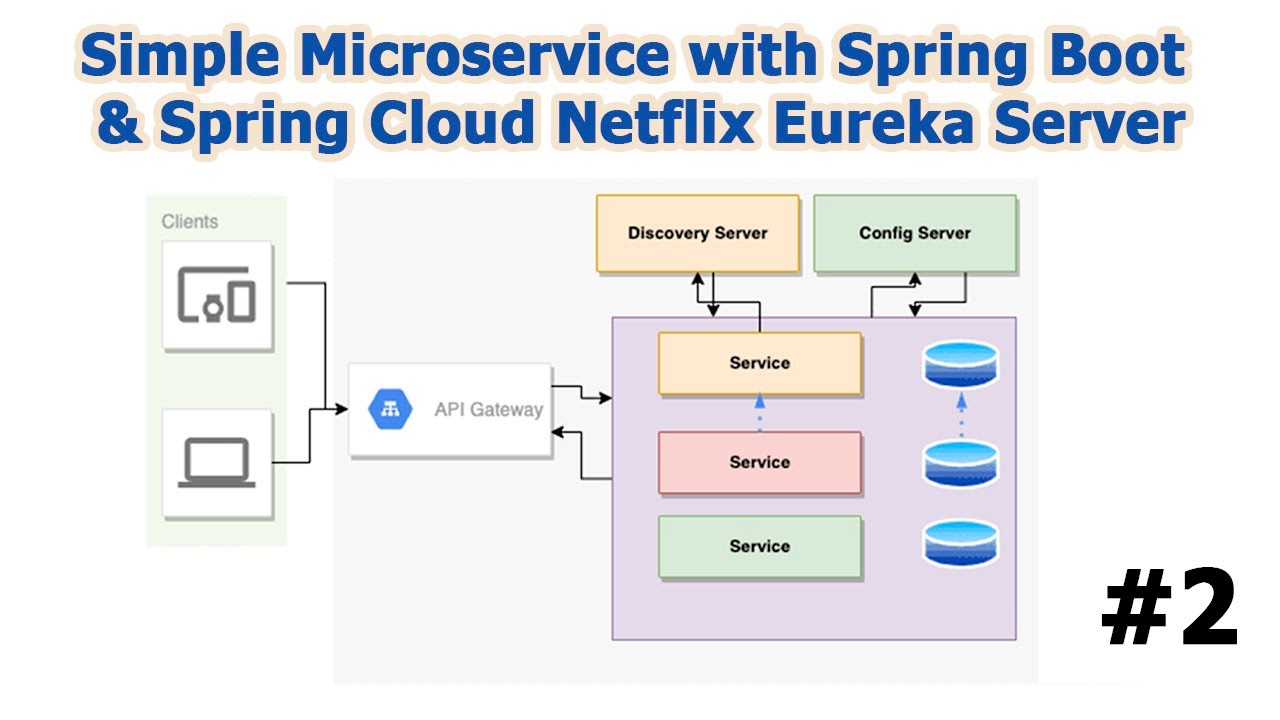 Simple Microservice with Spring Boot
& Spring Cloud Netflix Eureka Server
Clients
Discovery Server
Config Server
API Gateway
Service
Service
Service
#2